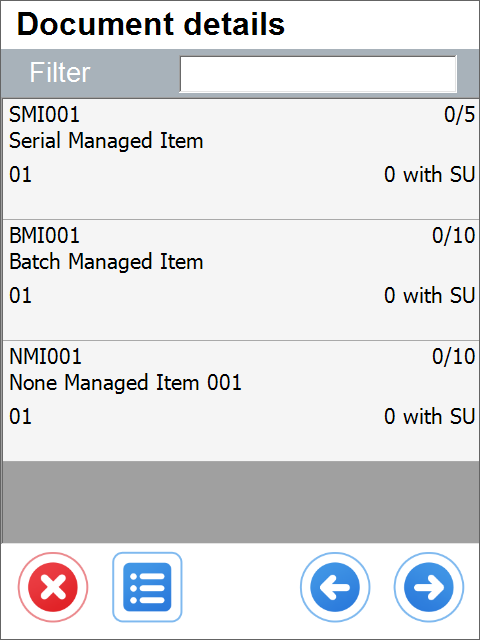 Document details
Filter
SMI001 0/5
Serial Managed Item
01 0 with SU
BMI001 0/10
Batch Managed Item
01 0 with SU
NMI001 0/10
None Managed Item 001
01 0 with SU